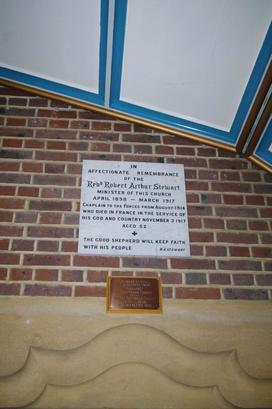 IN
AFFECTIONATE REMEMBRANCE
OF THE
Revd. Robert Arthur Stewart
MINISTER OF THIS CHURCH
APRIL 1898 – MARCH 1917
CHAPLAIN TO THE FORCES FROM AUGUST 1914
WHO DIED IN FRANCE IN THE SERVICE OF
HIS GOD AND COUNTRY NOVEMBER 3 1917
AGED 52
THE GOOD SHEPHERD WILL KEEP FAITH
WITH HIS PEOPLE R.A.STEWART